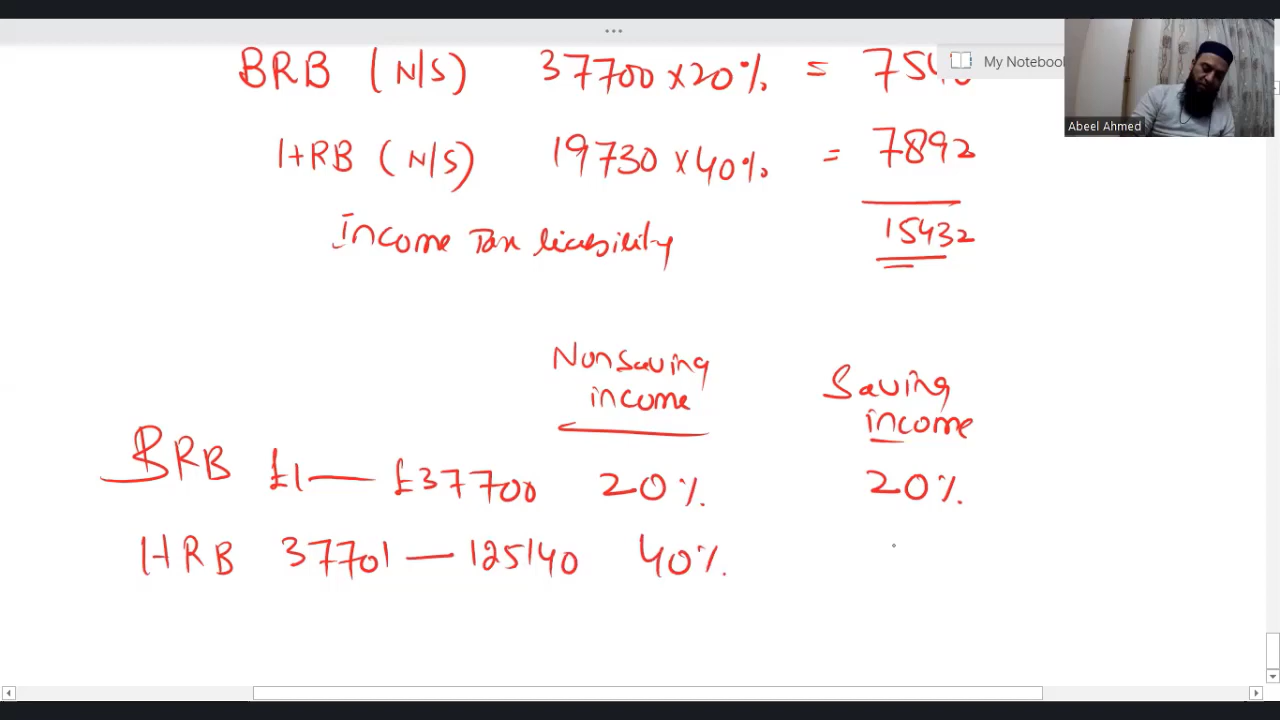 BRB (N/S) 37700 x 20% =
My Notebook
Abeel Ahmed
HRB (N/S) 19730 x 40% = 7892
Income Tax liability 15432
Nonsaving income
Saving income
BRB £1 — £37700 20% 20%
HRB 37701 — 125140 40%